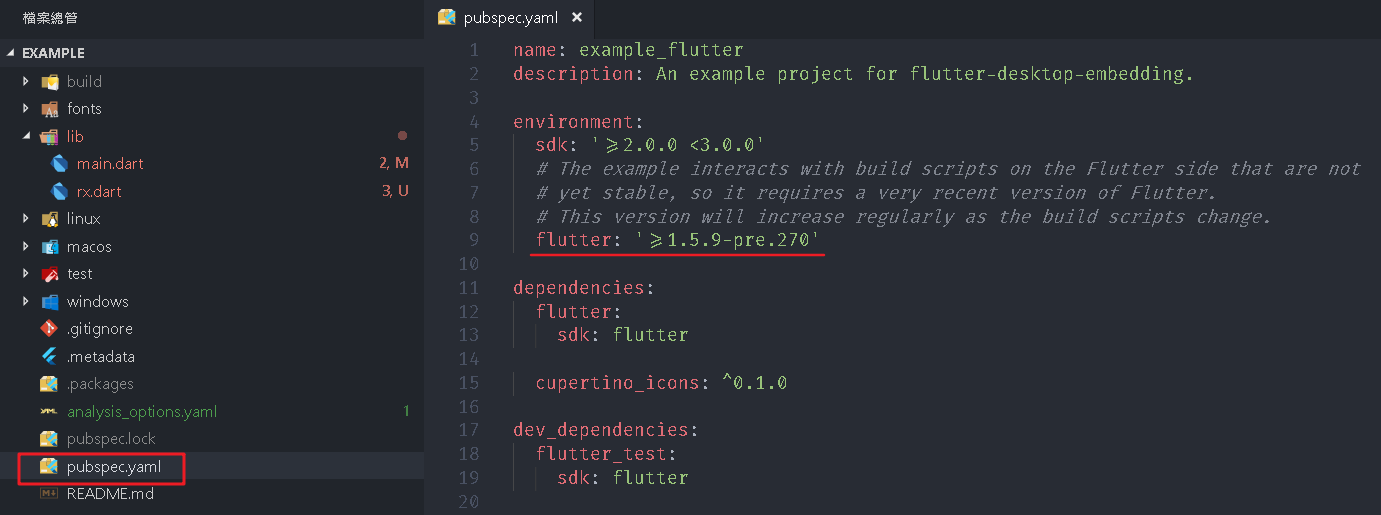 檔案總管
EXAMPLE
build
fonts
lib
main.dart 2, M
rx.dart 3, U
linux
macos
test
windows
.gitignore
.metadata
.packages
analysis_options.yaml 1
pubspec.lock
pubspec.yaml
README.md
pubspec.yaml ×
1 name: example_flutter
2 description: An example project for flutter-desktop-embedding.
3
4 environment:
5 sdk: '>=2.0.0 <3.0.0'
6 # The example interacts with build scripts on the Flutter side that are not
7 # yet stable, so it requires a very recent version of Flutter.
8 # This version will increase regularly as the build scripts change.
9 flutter: '>=1.5.9-pre.270'
10
11 dependencies:
12 flutter:
13 sdk: flutter
14
15 cupertino_icons: ^0.1.0
16
17 dev_dependencies:
18 flutter_test:
19 sdk: flutter
20